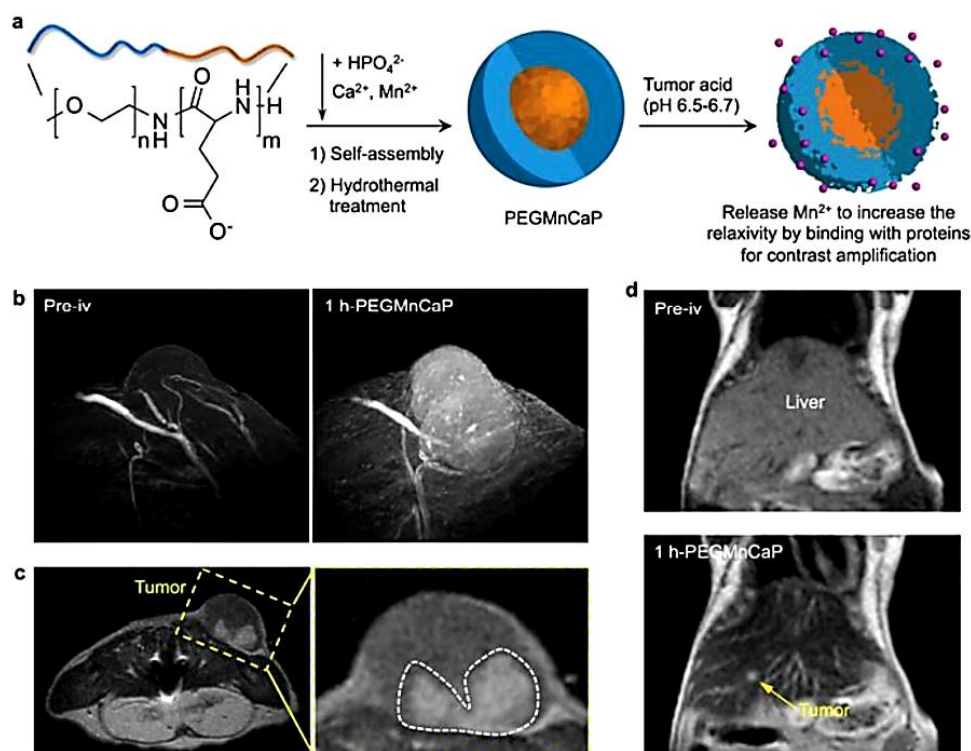 a
+ HPO₄²⁻
Ca²⁺, Mn²⁺
1) Self-assembly
2) Hydrothermal
treatment
O
n
N
H
O
H
N
H
m
O
O⁻
PEGMnCaP
Tumor acid
(pH 6.5-6.7)
Release Mn²⁺ to increase the
relaxivity by binding with proteins
for contrast amplification
b
Pre-iv
1 h-PEGMnCaP
c
Tumor
d
Pre-iv
Liver
1 h-PEGMnCaP
Tumor